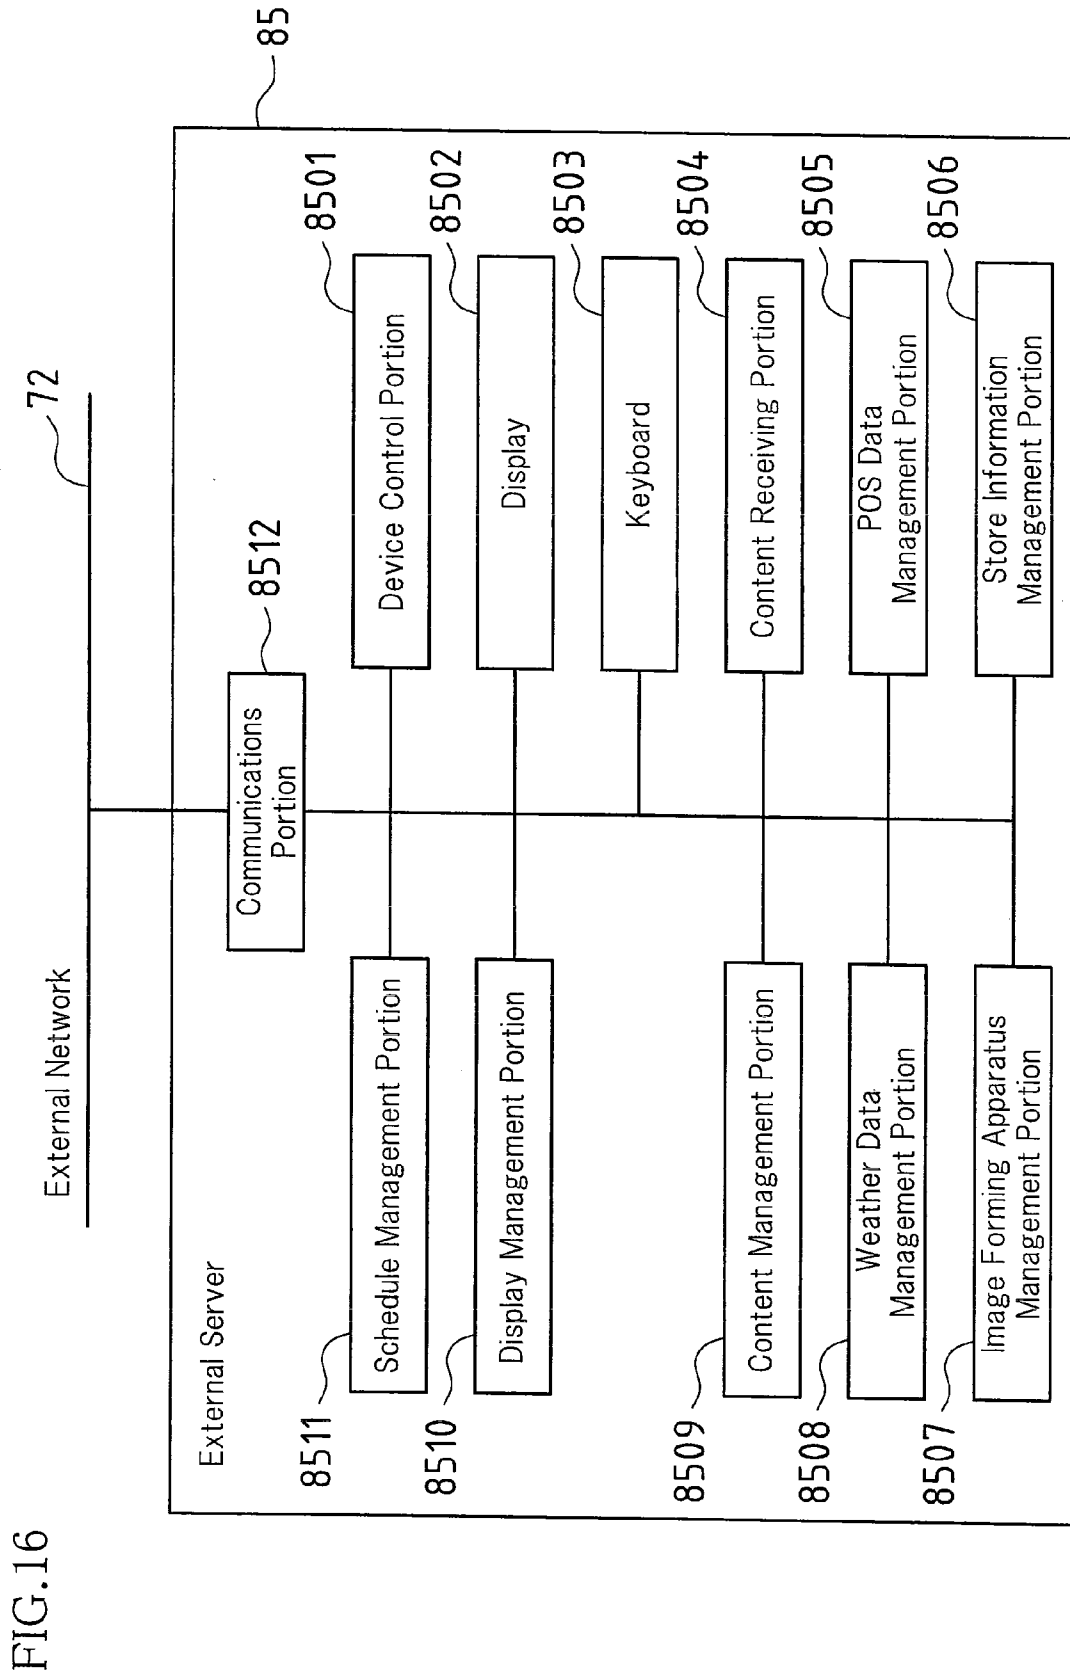 FIG.16
External Network
72
External Server
85
Communications
Portion
8512
8511
Schedule Management Portion
Device Control Portion
8501
8510
Display Management Portion
Display
8502
Keyboard
8503
8509
Content Management Portion
Content Receiving Portion
8504
8508
Weather Data
Management Portion
POS Data
Management Portion
8505
8507
Image Forming Apparatus
Management Portion
Store Information
Management Portion
8506